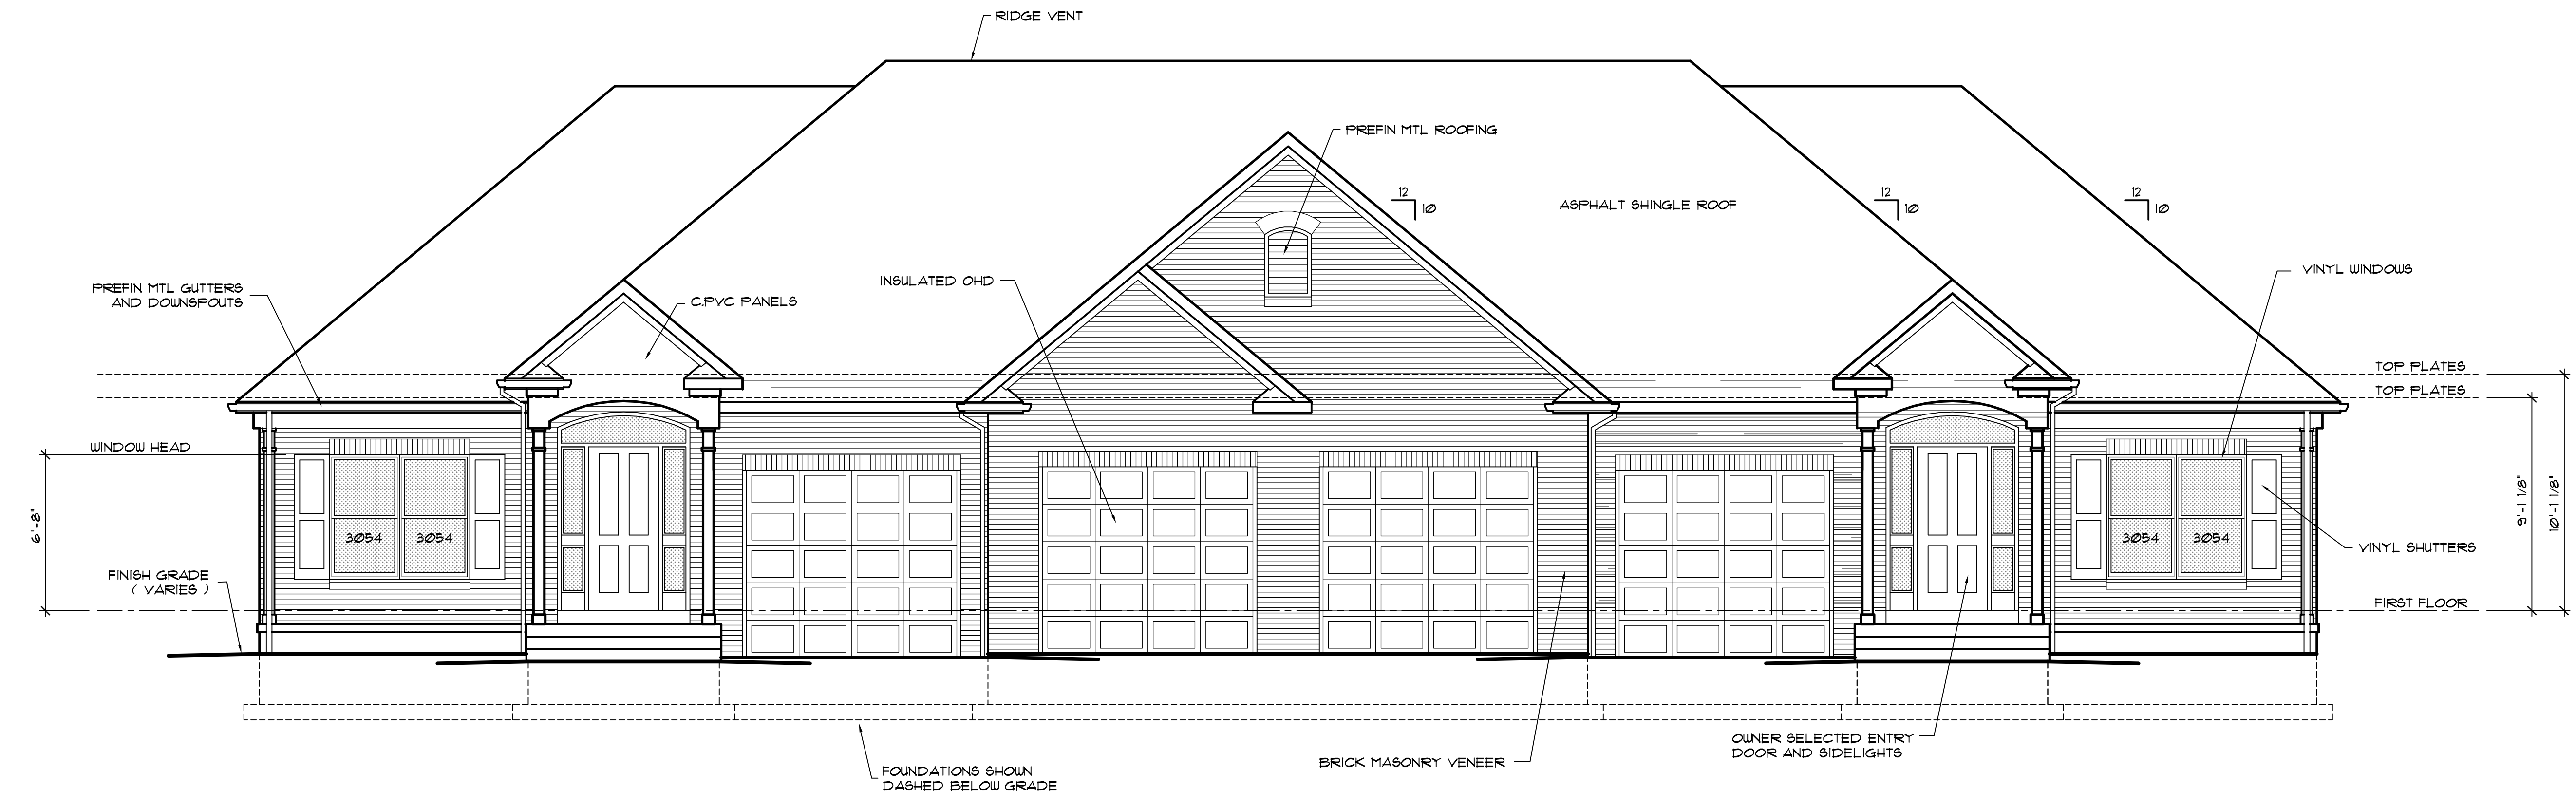 RIDGE VENT
PREFIN MTL ROOFING
12
10
12
10
12
10
ASPHALT SHINGLE ROOF
VINYL WINDOWS
INSULATED OHD
PREFIN MTL GUTTERS
AND DOWNSPOUTS
C.PVC PANELS
TOP PLATES
TOP PLATES
WINDOW HEAD
6'-8"
9'-1 1/8"
10'-1 1/8"
3054
3054
3054
3054
VINYL SHUTTERS
FINISH GRADE
( VARIES )
FIRST FLOOR
OWNER SELECTED ENTRY
DOOR AND SIDELIGHTS
BRICK MASONRY VENEER
FOUNDATIONS SHOWN
DASHED BELOW GRADE